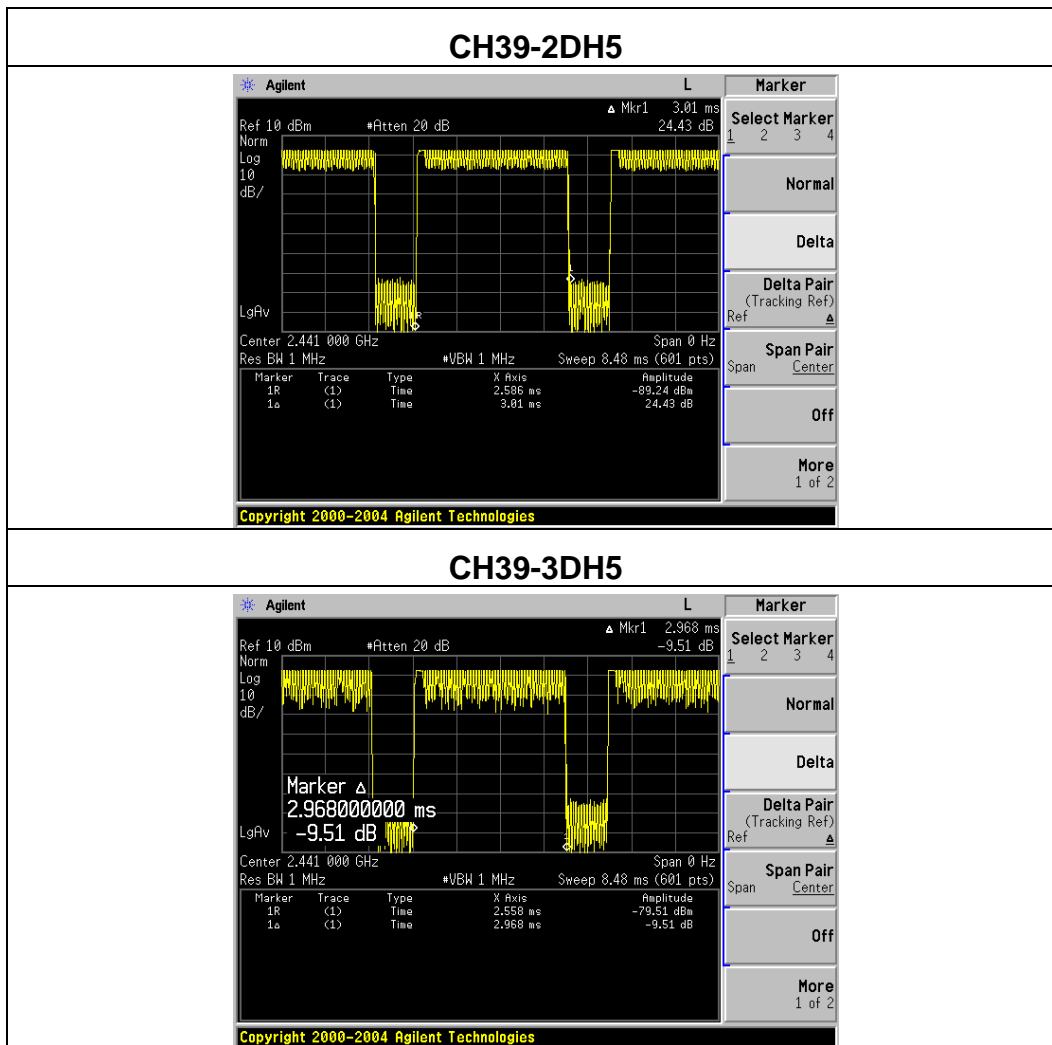 CH39-2DH5
Agilent L Marker
Δ Mkr1 3.01 ms
Ref 10 dBm #Atten 20 dB 24.43 dB
Norm
Log
10
dB/
LgAv
R
1
Center 2.441 000 GHz Span 0 Hz
Res BW 1 MHz #VBW 1 MHz Sweep 8.48 ms (601 pts)
Marker Trace Type X Axis Amplitude
1R (1) Time 2.586 ms -89.24 dBm
1Δ (1) Time 3.01 ms 24.43 dB
Select Marker
1 2 3 4
Normal
Delta
Delta Pair
(Tracking Ref)
Ref Δ
Span Pair
Span Center
Off
More
1 of 2
Copyright 2000-2004 Agilent Technologies
CH39-3DH5
Agilent L Marker
Δ Mkr1 2.968 ms
Ref 10 dBm #Atten 20 dB -9.51 dB
Norm
Log
10
dB/
Marker Δ
2.968000000 ms
-9.51 dB
LgAv
Center 2.441 000 GHz Span 0 Hz
Res BW 1 MHz #VBW 1 MHz Sweep 8.48 ms (601 pts)
Marker Trace Type X Axis Amplitude
1R (1) Time 2.558 ms -79.51 dBm
1Δ (1) Time 2.968 ms -9.51 dB
Select Marker
1 2 3 4
Normal
Delta
Delta Pair
(Tracking Ref)
Ref Δ
Span Pair
Span Center
Off
More
1 of 2
Copyright 2000-2004 Agilent Technologies